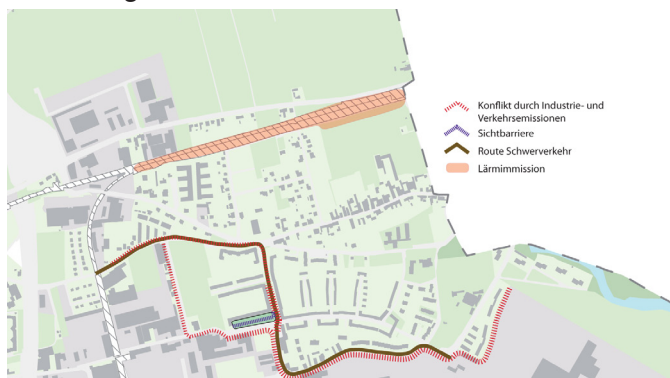 Konflikt durch Industrie- und
Verkehrsemissionen
Sichtbarriere
Route Schwerverkehr
Lärmimmission